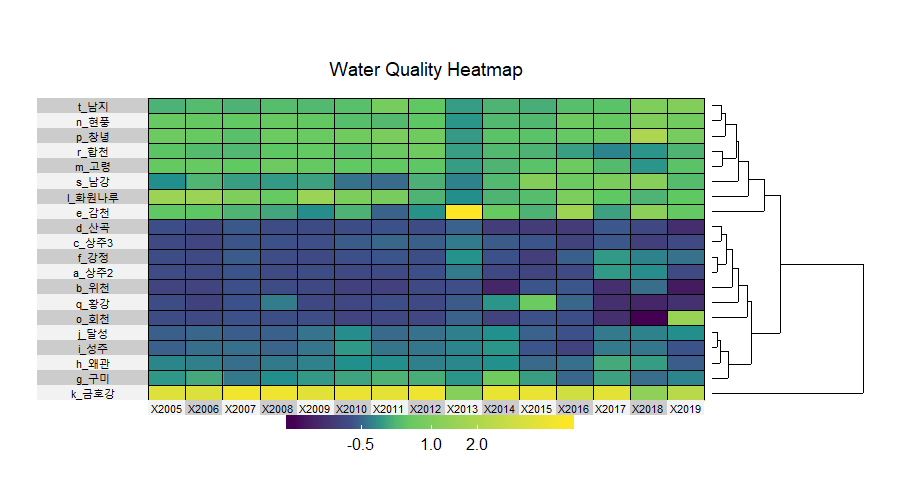 Water Quality Heatmap
t_남지
n_현풍
p_창녕
r_합천
m_고령
s_남강
l_화원나루
e_감천
d_산곡
c_상주3
f_강정
a_상주2
b_위천
q_황강
o_회천
j_달성
i_성주
h_왜관
g_구미
k_금호강
X2005 X2006 X2007 X2008 X2009 X2010 X2011 X2012 X2013 X2014 X2015 X2016 X2017 X2018 X2019
-0.5 1.0 2.0